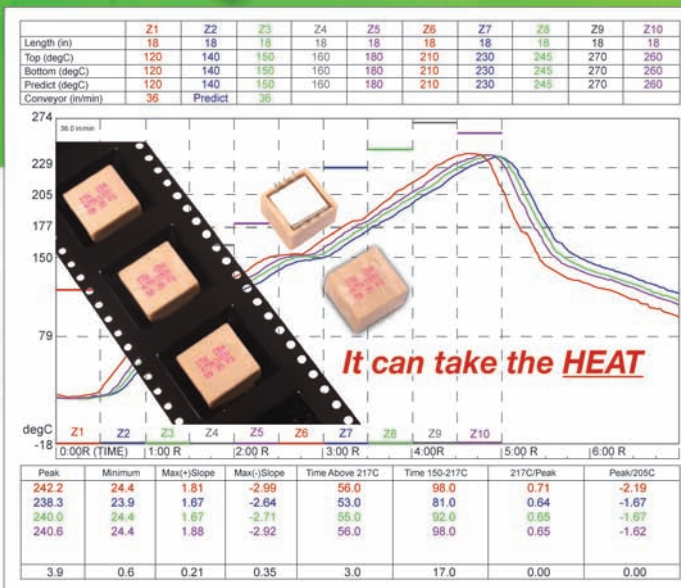 Z1 Z2 Z3 Z4 Z5 Z6 Z7 Z8 Z9 Z10
Length (in) 18 18 18 18 18 18 18 18 18 18
Top (degC) 120 140 150 160 180 210 230 245 270 260
Bottom (degC) 120 140 150 160 180 210 230 245 270 260
Predict (degC) 120 140 150 160 180 210 230 245 270 260
Conveyor (in/min) 36 Predict 36
274
36.0 in/min
229
205
177
150
79
It can take the HEAT
degC Z1 Z2 Z3 Z4 Z5 Z6 Z7 Z8 Z9 Z10
-18 0:00R (TIME) 1:00 R 2:00 R 3:00 R 4:00R 5:00 R 6:00 R
Peak Minimum Max(+)Slope Max(-)Slope Time Above 217C Time 150-217C 217C/Peak Peak/205C
242.2 24.4 1.81 -2.99 56.0 98.0 0.71 -2.19
238.3 23.9 1.67 -2.64 53.0 81.0 0.64 -1.67
240.0 24.4 1.67 -2.71 55.0 92.0 0.65 -1.67
240.6 24.4 1.88 -2.92 56.0 98.0 0.65 -1.62
3.9 0.6 0.21 0.35 3.0 17.0 0.00 0.00